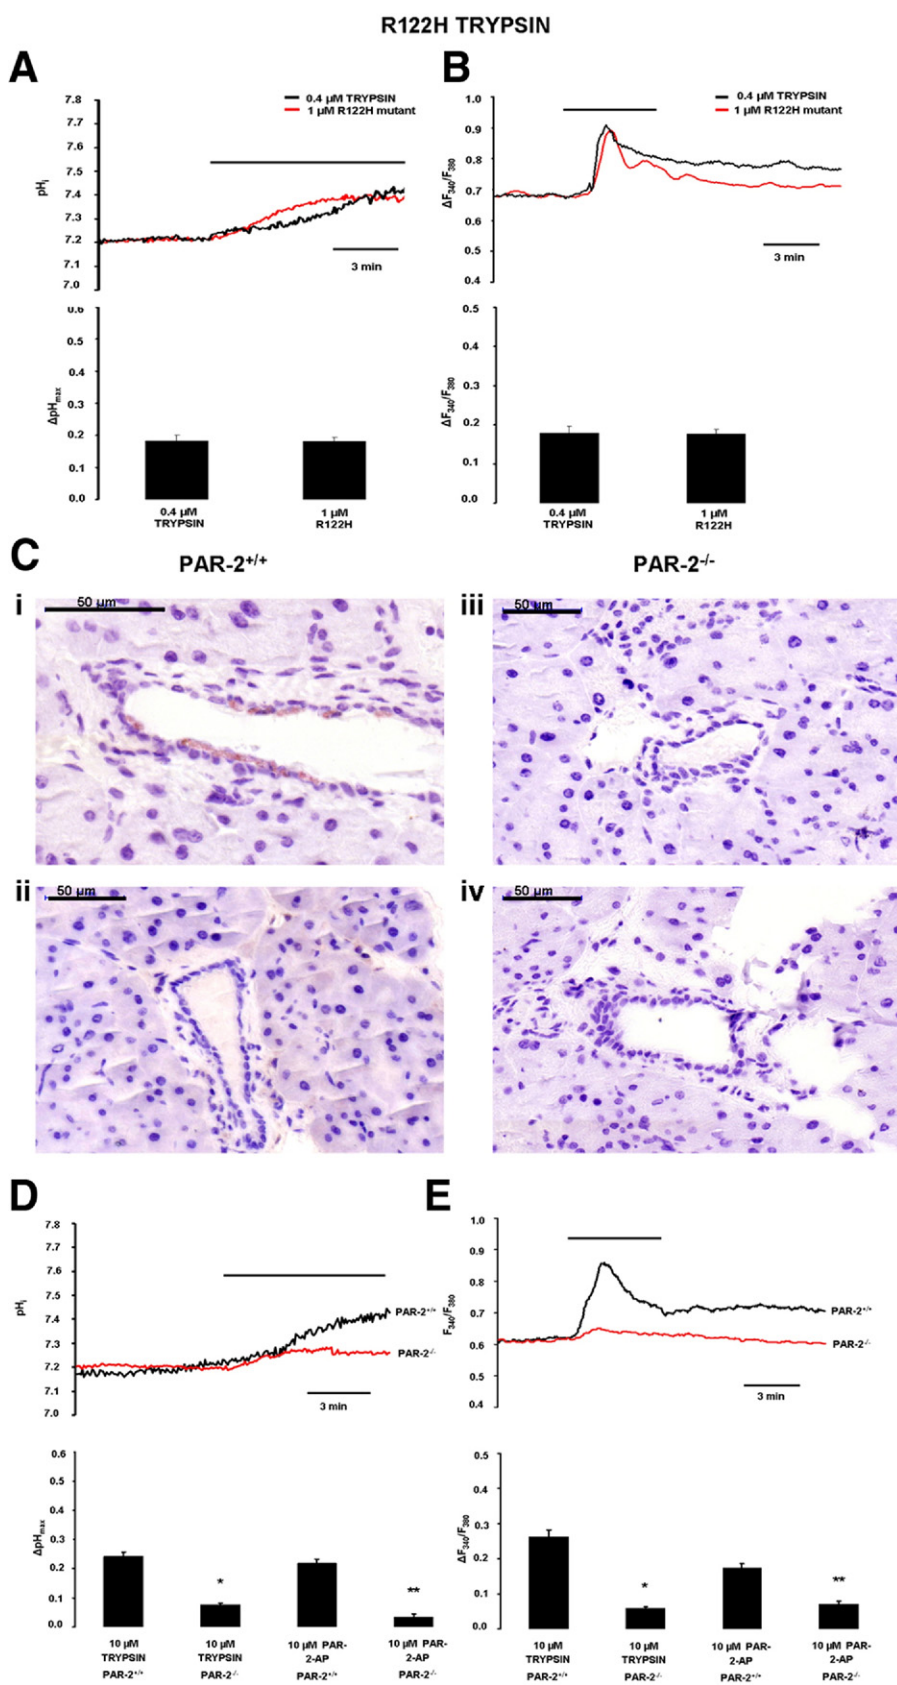 R122H TRYPSIN
A
7.8
7.7
7.5
7.4
7.3
7.2
7.1
7.0
pHi
0.4 µM TRYPSIN
1 µM R122H mutant
3 min
0.6
0.5
0.4
0.3
0.2
0.1
0.0
ΔpHmax
0.4 µM
TRYPSIN
1 µM
R122H
B
1.0
0.9
0.8
0.7
0.6
0.5
0.4
ΔF340/F380
0.4 µM TRYPSIN
1 µM R122H mutant
3 min
0.5
0.4
0.3
0.2
0.1
0.0
ΔF340/F380
0.4 µM
TRYPSIN
1 µM
R122H
C
PAR-2+/+
PAR-2-/-
i
50 µm
iii
50 µm
ii
50 µm
iv
50 µm
D
7.8
7.7
7.6
7.5
7.4
7.3
7.2
7.1
7.0
pHi
PAR-2+/+
PAR-2-/-
3 min
0.6
0.5
0.4
0.3
0.2
0.1
0.0
ΔpHmax
*
**
10 µM
TRYPSIN
PAR-2+/+
10 µM
TRYPSIN
PAR-2-/-
10 µM PAR-
2-AP
PAR-2+/+
10 µM PAR-
2-AP
PAR-2-/-
E
1.0
0.9
0.8
0.7
0.6
0.5
0.4
F340/F380
PAR-2+/+
PAR-2-/-
3 min
0.5
0.4
0.3
0.2
0.1
0.0
ΔF340/F380
*
**
10 µM
TRYPSIN
PAR-2+/+
10 µM
TRYPSIN
PAR-2-/-
10 µM PAR-
2-AP
PAR-2+/+
10 µM PAR-
2-AP
PAR-2-/-